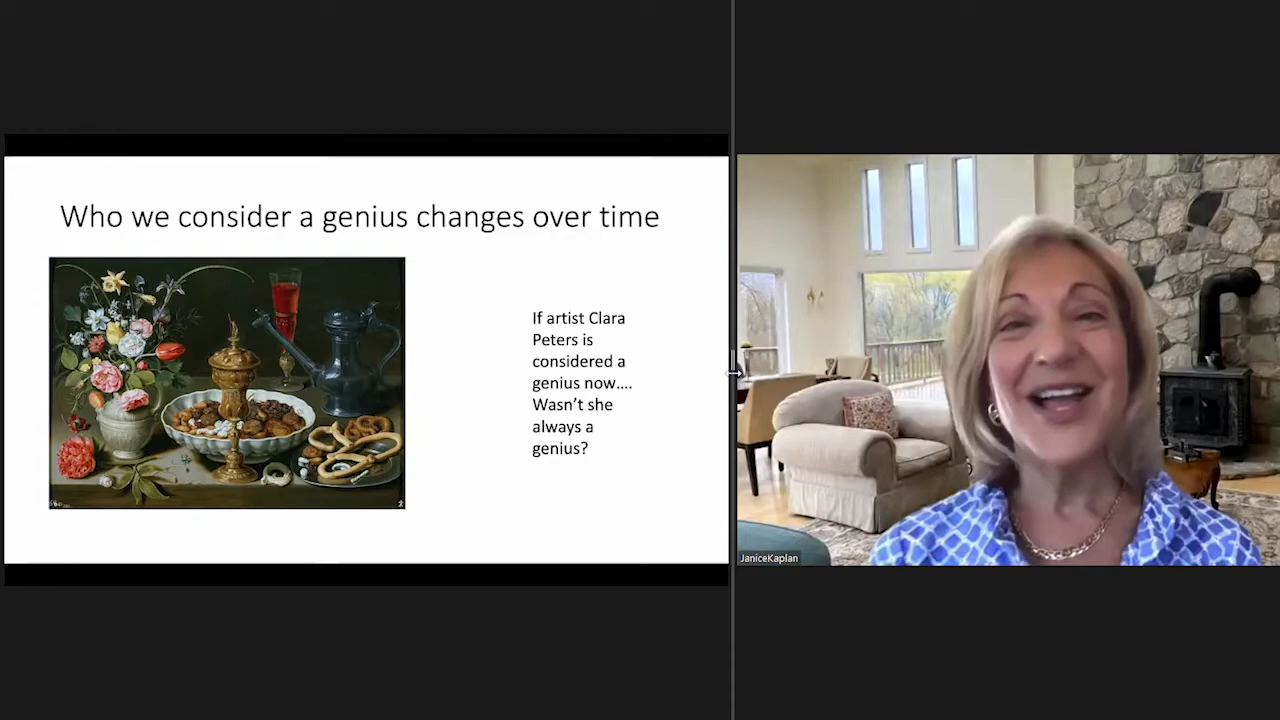 Who we consider a genius changes over time
If artist Clara
Peters is
considered a
genius now....
Wasn't she
always a
genius?
JaniceKaplan